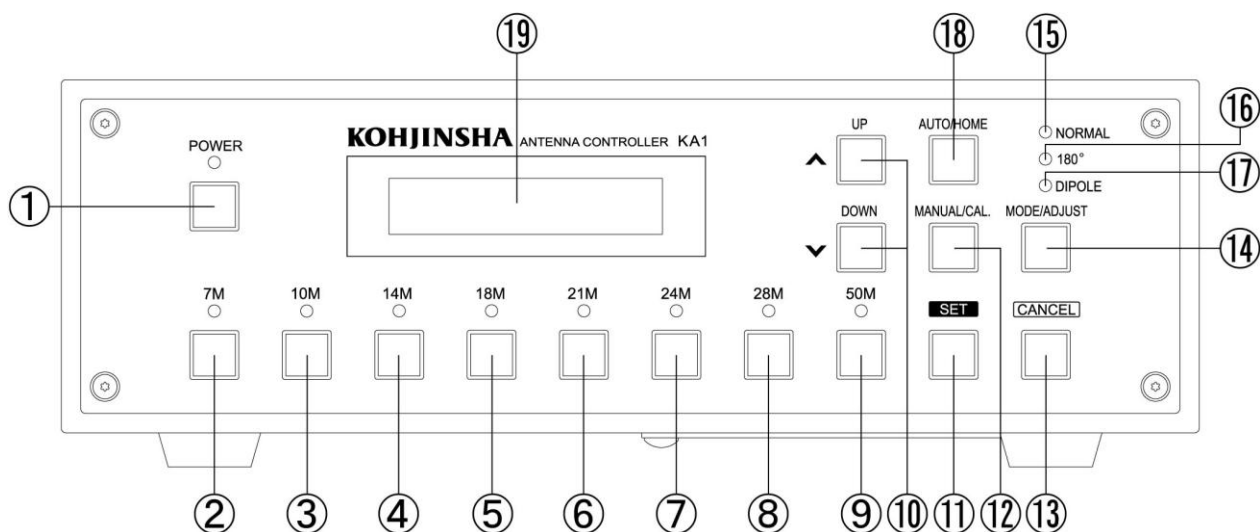 ⑲ ⑱ ⑮
⑯
UP AUTO/HOME NORMAL
KOHJINSHA ANTENNA CONTROLLER KA1
POWER
180°
⑰
DIPOLE
①
DOWN MANUAL/CAL. MODE/ADJUST
⑭
7M 10M 14M 18M 21M 24M 28M 50M SET CANCEL
② ③ ④ ⑤ ⑥ ⑦ ⑧ ⑨ ⑩ ⑪ ⑫ ⑬